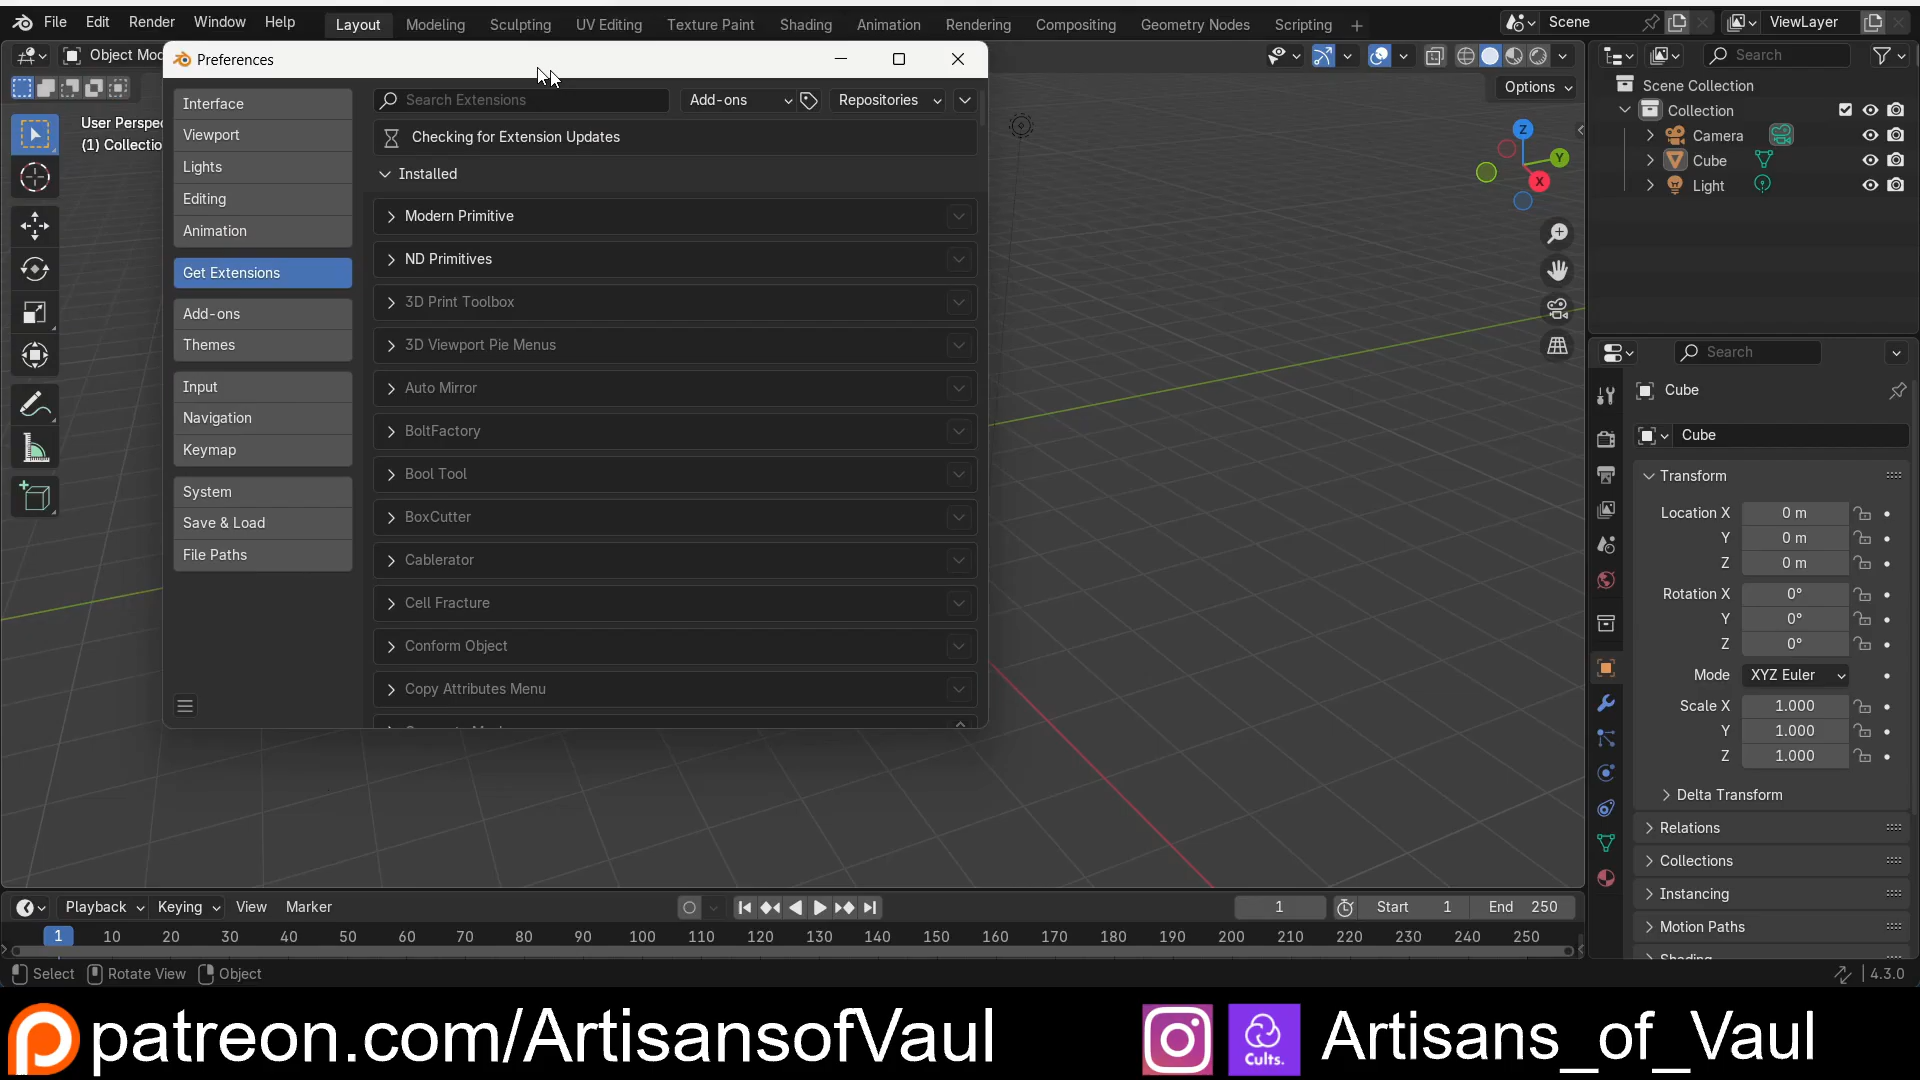 File Edit Render Window Help Layout Modeling Sculpting UV Editing Texture Paint Shading Animation Rendering Compositing Geometry Nodes Scripting + Scene ViewLayer
Object Mod
Preferences
Search
Options
User Perspe
(1) Collectio
Interface
Viewport
Lights
Editing
Animation
Get Extensions
Add-ons
Themes
Input
Navigation
Keymap
System
Save & Load
File Paths
Search Extensions Add-ons Repositories
Checking for Extension Updates
Installed
Modern Primitive
ND Primitives
3D Print Toolbox
3D Viewport Pie Menus
Auto Mirror
BoltFactory
Bool Tool
BoxCutter
Cablerator
Cell Fracture
Conform Object
Copy Attributes Menu
Z
Y
X
Scene Collection
Collection
Camera
Cube
Light
Search
Cube
Cube
Transform
Location X 0 m
Y 0 m
Z 0 m
Rotation X 0°
Y 0°
Z 0°
Mode XYZ Euler
Scale X 1.000
Y 1.000
Z 1.000
Delta Transform
Relations
Collections
Instancing
Motion Paths
Shading
Playback Keying View Marker 1 Start 1 End 250
1 10 20 30 40 50 60 70 80 90 100 110 120 130 140 150 160 170 180 190 200 210 220 230 240 250
Select Rotate View Object 4.3.0
patreon.com/ArtisansofVaul
Cults.
Artisans_of_Vaul